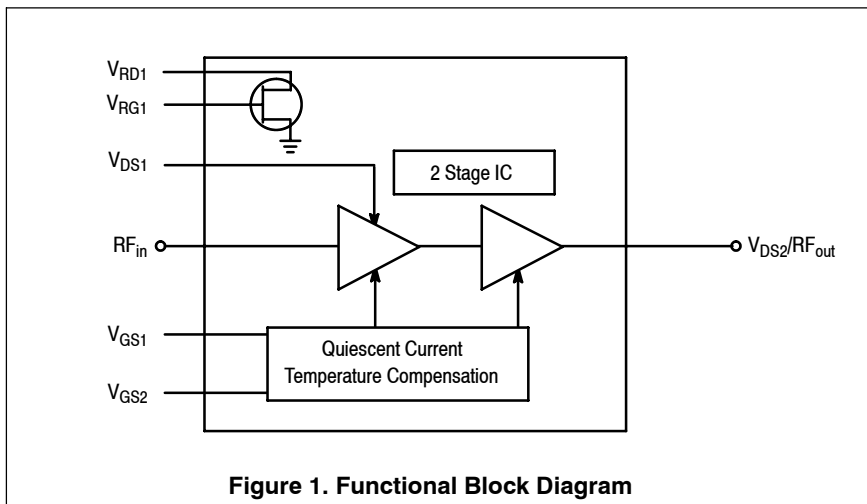 V_RD1
V_RG1
V_DS1
2 Stage IC
RF_in
V_DS2/RF_out
V_GS1
Quiescent Current
Temperature Compensation
V_GS2
Figure 1. Functional Block Diagram